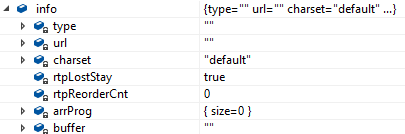 info {type="" url="" charset="default" ...}
type ""
url ""
charset "default"
rtpLostStay true
rtpReorderCnt 0
arrProg { size=0 }
buffer ""